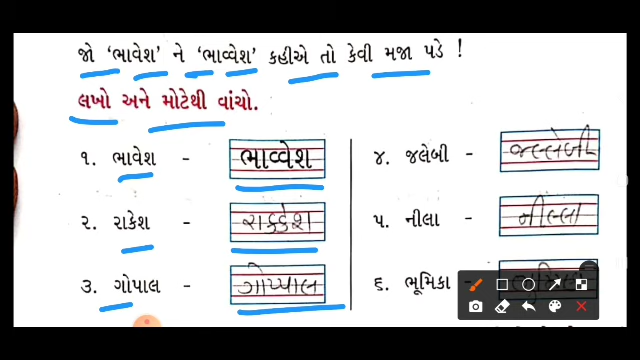 જો 'ભાવેશ' ને 'ભાવ્વેશ' કહીએ તો કેવી મજા પડે !
લખો અને મોટેથી વાંચો.
૧. ભાવેશ - ભાવ્વેશ
૨. રાકેશ - રાક્કેશ
૩. ગોપાલ - ગોપ્પાલ
૪. જલેબી - જલ્લેબી
૫. નીલા - નીલ્લા
૬. ભૂમિકા -